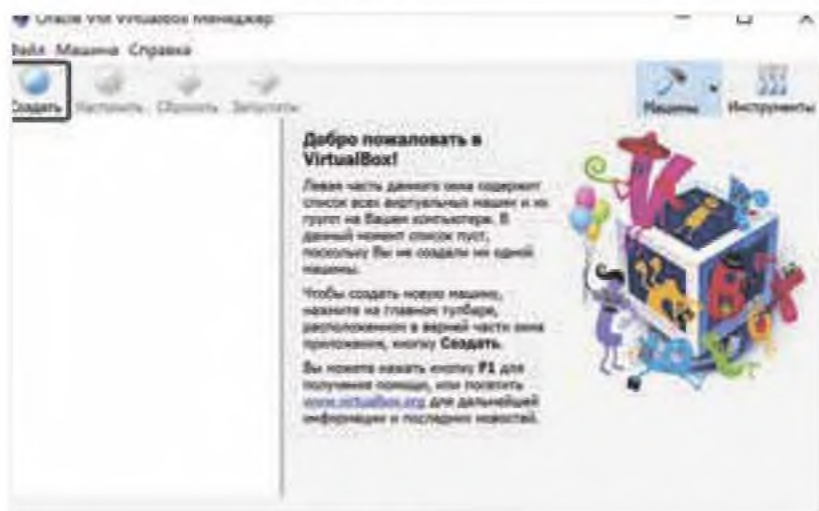 Oracle VM VirtualBox Менеджер
Файл Машина Справка
Создать Настроить Сбросить Запустить
Машины Инструменты
Добро пожаловать в
VirtualBox!
Левая часть данного окна содержит
список всех виртуальных машин и их
групп на Вашем компьютере. В
данный момент список пуст,
поскольку Вы не создали ни одной
машины.
Чтобы создать новую машину,
нажмите на главном тулбаре,
расположенном в верней части окна
приложения, кнопку Создать.
Вы можете нажать кнопку F1 для
получения помощи, или посетить
www.virtualbox.org для дальнейшей
информации и последних новостей.